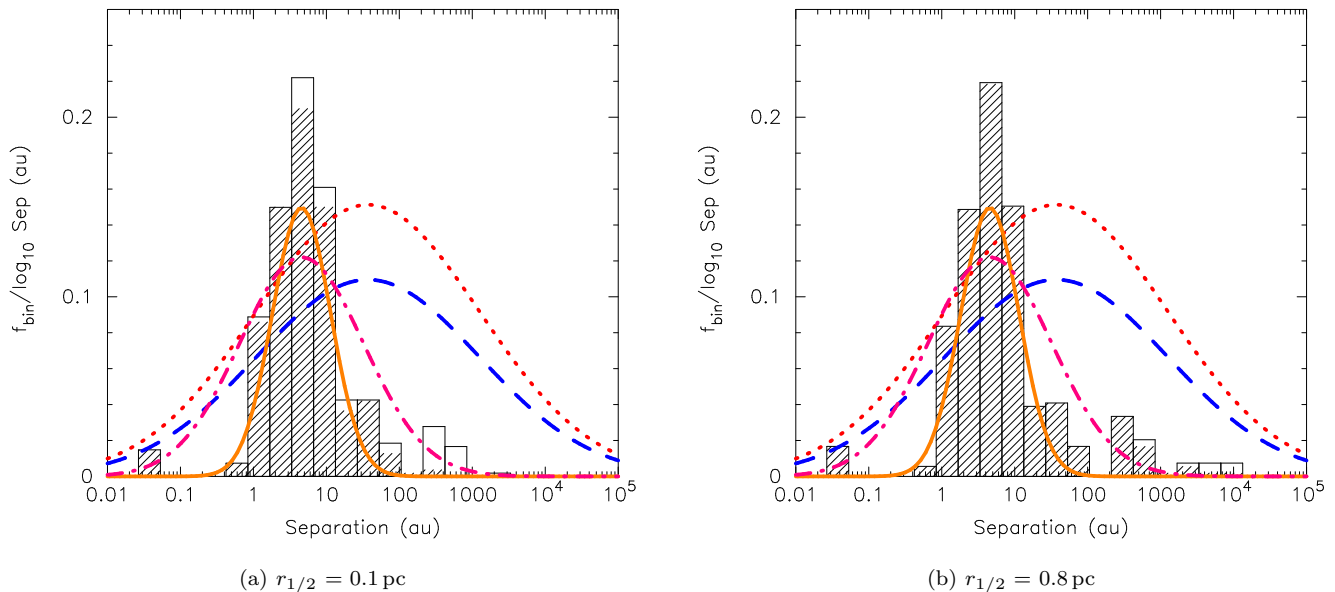 0.2
0.1
0
f_bin/log_10 Sep (au)
0.01 0.1 1 10 100 1000 10^4 10^5
Separation (au)
(a) r_1/2 = 0.1 pc
0.2
0.1
0
f_bin/log_10 Sep (au)
0.01 0.1 1 10 100 1000 10^4 10^5
Separation (au)
(b) r_1/2 = 0.8 pc